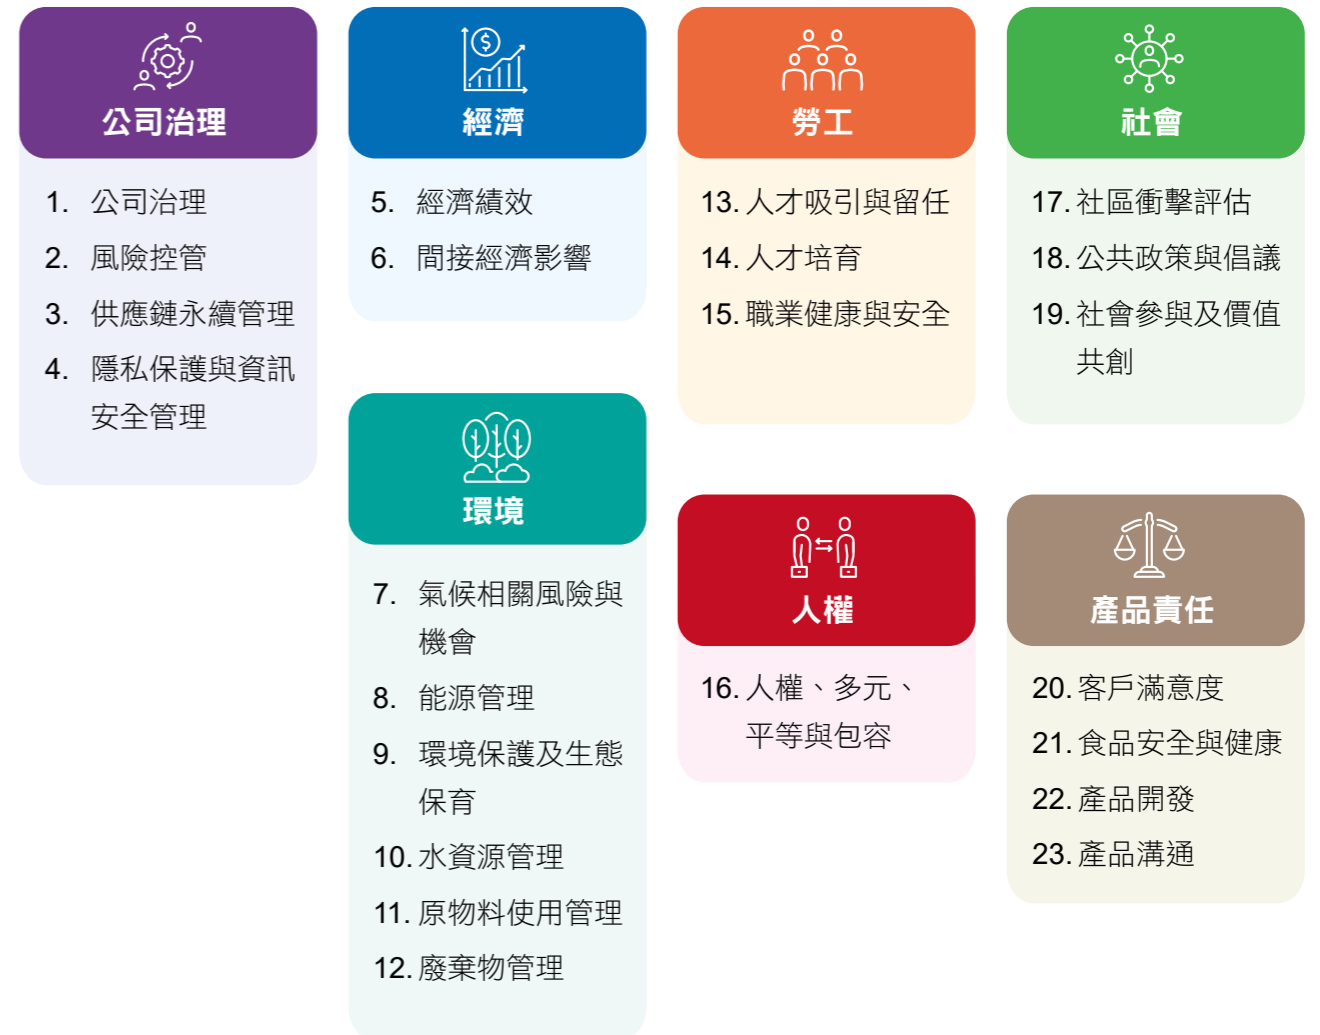 公司治理
1. 公司治理
2. 風險控管
3. 供應鏈永續管理
4. 隱私保護與資訊
安全管理
經濟
5. 經濟績效
6. 間接經濟影響
環境
7. 氣候相關風險與
機會
8. 能源管理
9. 環境保護及生態
保育
10. 水資源管理
11. 原物料使用管理
12. 廢棄物管理
勞工
13. 人才吸引與留任
14. 人才培育
15. 職業健康與安全
人權
16. 人權、多元、
平等與包容
社會
17. 社區衝擊評估
18. 公共政策與倡議
19. 社會參與及價值
共創
產品責任
20. 客戶滿意度
21. 食品安全與健康
22. 產品開發
23. 產品溝通